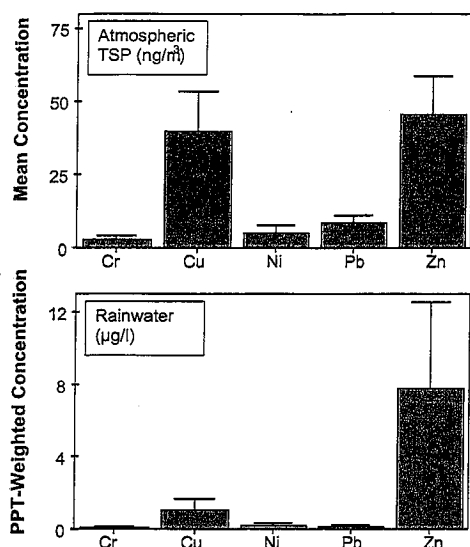 Mean Concentration
75
50
25
0
Atmospheric
TSP (ng/m³)
Cr Cu Ni Pb Zn
PPT-Weighted Concentration
12
8
4
0
Rainwater
(µg/l)
Cr Cu Ni Pb Zn